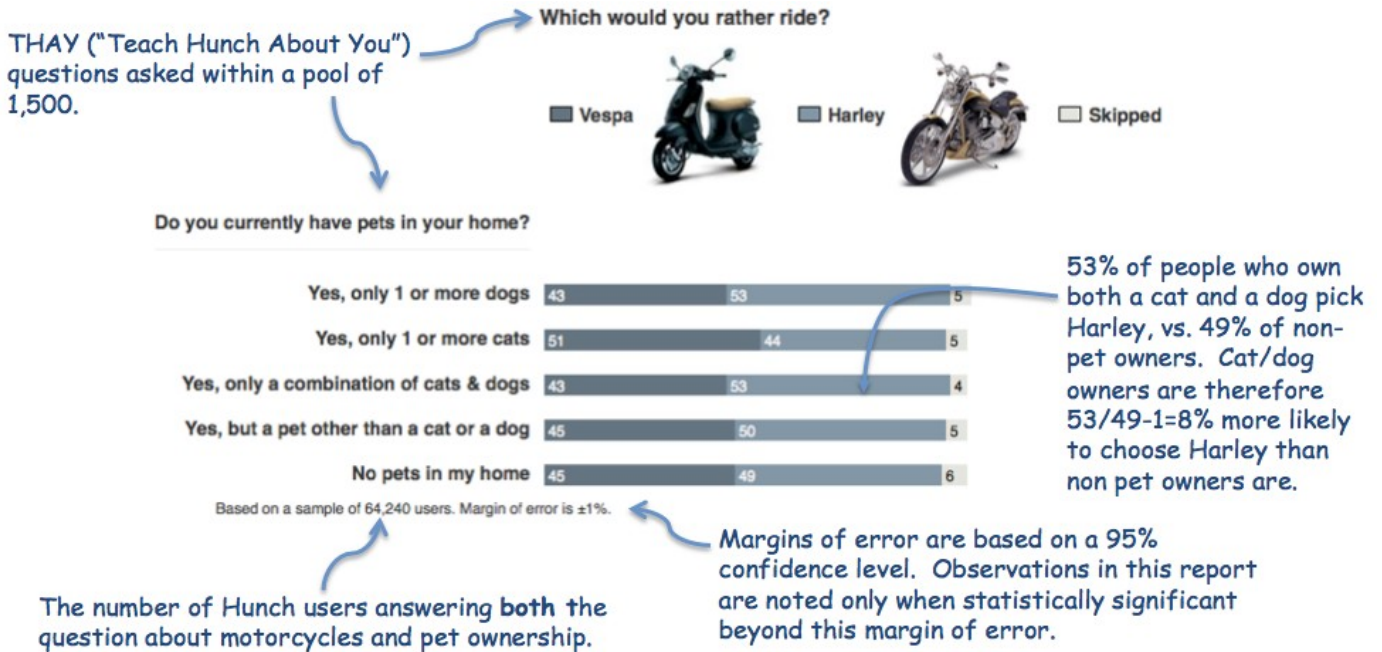 Which would you rather ride?
THAY (“Teach Hunch About You”)
questions asked within a pool of
1,500.
Vespa
Harley
Skipped
Do you currently have pets in your home?
Yes, only 1 or more dogs 43 53 5
Yes, only 1 or more cats 51 44 5
Yes, only a combination of cats & dogs 43 53 4
Yes, but a pet other than a cat or a dog 45 50 5
No pets in my home 45 49 6
Based on a sample of 64,240 users. Margin of error is ±1%.
53% of people who own
both a cat and a dog pick
Harley, vs. 49% of non-
pet owners. Cat/dog
owners are therefore
53/49-1=8% more likely
to choose Harley than
non pet owners are.
Margins of error are based on a 95%
confidence level. Observations in this report
are noted only when statistically significant
beyond this margin of error.
The number of Hunch users answering both the
question about motorcycles and pet ownership.